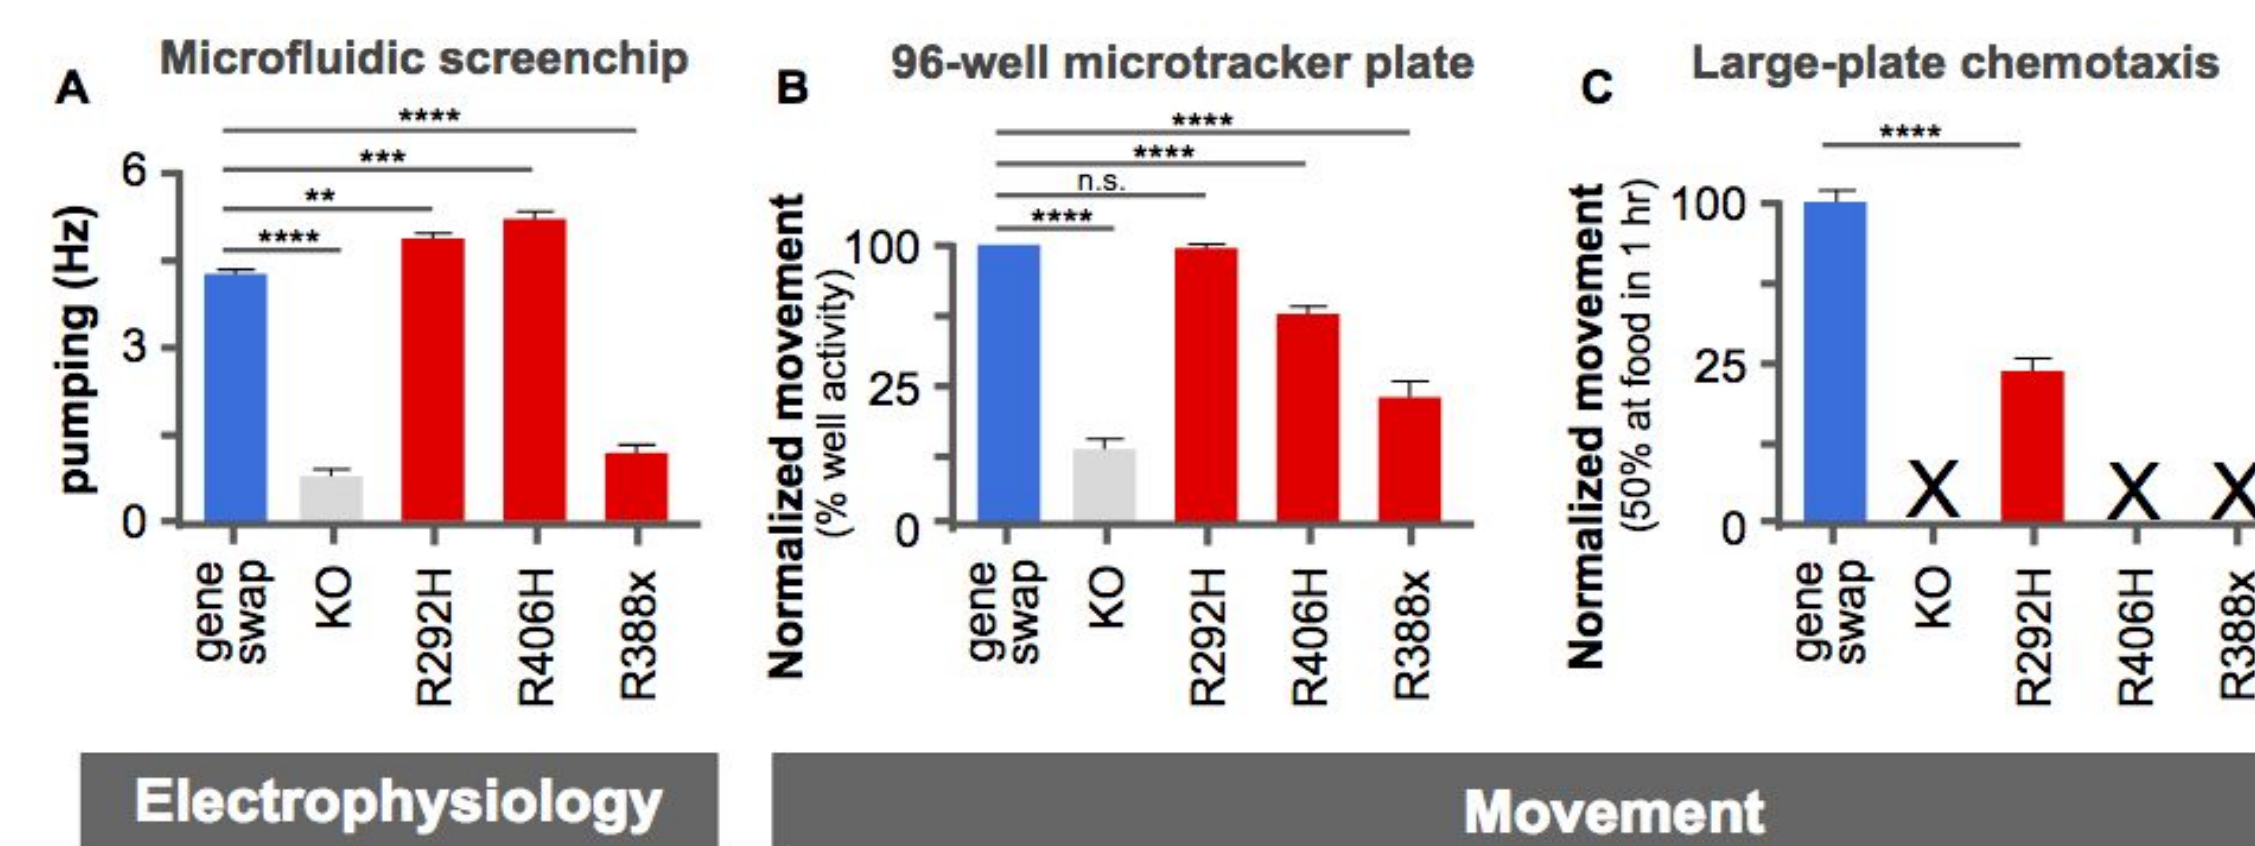 A
Microfluidic screenchip
****
***
**
****
pumping (Hz)
6
3
0
gene
swap
KO
R292H
R406H
R388x
Electrophysiology
B
96-well microtracker plate
****
****
n.s.
****
Normalized movement
(% well activity)
100
25
0
gene
swap
KO
R292H
R406H
R388x
C
Large-plate chemotaxis
****
Normalized movement
(50% at food in 1 hr)
100
25
0
X
X
X
gene
swap
KO
R292H
R406H
R388x
Movement